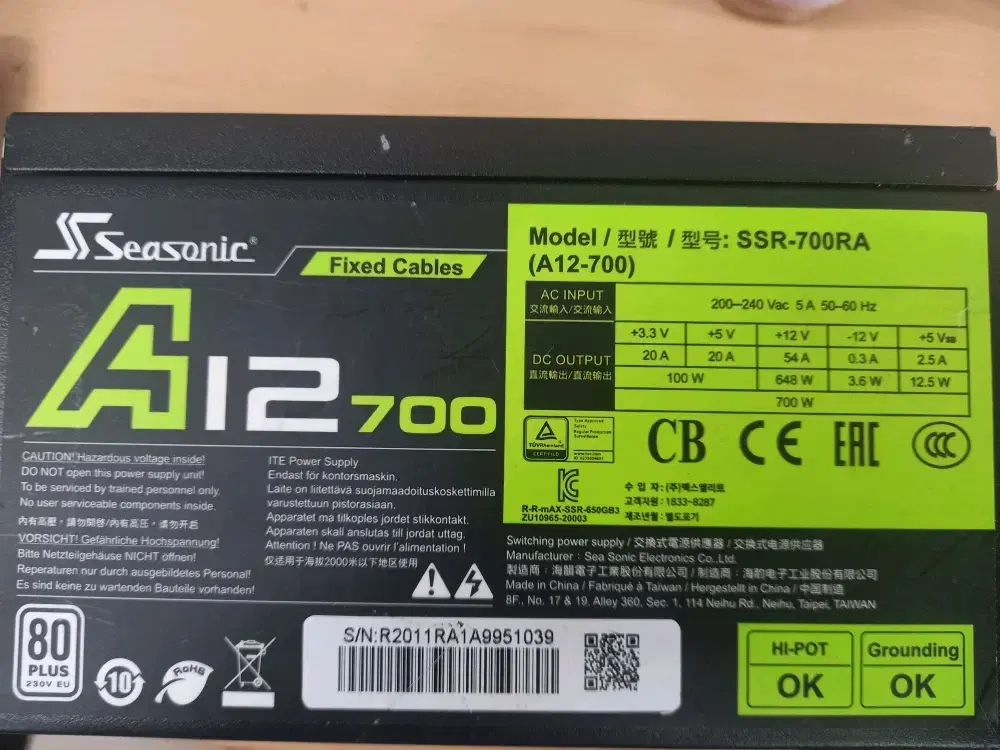 Seasonic®
Fixed Cables
A12 700
CAUTION! Hazardous voltage inside!
DO NOT open this power supply unit!
To be serviced by trained personnel only.
No user serviceable components inside.
內有高壓，請勿開啓/内有高压，请勿开启
VORSICHT! Gefährliche Hochspannung!
Bitte Netzteilgehäuse NICHT öffnen!
Reperaturen nur durch ausgebildetes Personal!
Es sind keine zu wartenden Bauteile vorhanden!
ITE Power Supply
Endast för kontorsmaskin.
Laite on liitettävä suojamaadoituskoskettimilla
varustettuun pistorasiaan.
Apparatet ma tilkoples jordet stikkontakt.
Apparaten skall anslutas till jordat uttag.
Attention ! Ne PAS ouvrir l'alimentation !
仅适用于海拔2000米以下地区使用
80
PLUS
230V EU
10
RoHS
S/N:R2011RA1A9951039
Model / 型號 / 型号: SSR-700RA
(A12-700)
AC INPUT
交流輸入/交流输入
200–240 Vac 5 A 50–60 Hz
DC OUTPUT
直流輸出/直流输出
+3.3 V +5 V +12 V -12 V +5 VSB
20 A 20 A 54 A 0.3 A 2.5 A
100 W 648 W 3.6 W 12.5 W
700 W
TÜVRheinland
CERTIFIED
Type Approved
Safety
Regular Production
Surveillance
CB CE EAC CCC
R-R-mAX-SSR-650GB3
ZU10965-20003
수 입 자: (주)맥스엘리트
고객지원: 1833-8287
제조년월: 별도표기
Switching power supply / 交換式電源供應器 / 交换式电源供应器
Manufacturer : Sea Sonic Electronics Co., Ltd.
製造商：海韻電子工業股份有限公司 / 制造商：海韵电子工业股份有限公司
Made in China / Fabriqué à Taiwan / Hergestellt in China / 中国制造
8F., No. 17 & 19, Alley 360, Sec. 1, 114 Neihu Rd., Neihu, Taipei, TAIWAN
HI-POT
OK
Grounding
OK